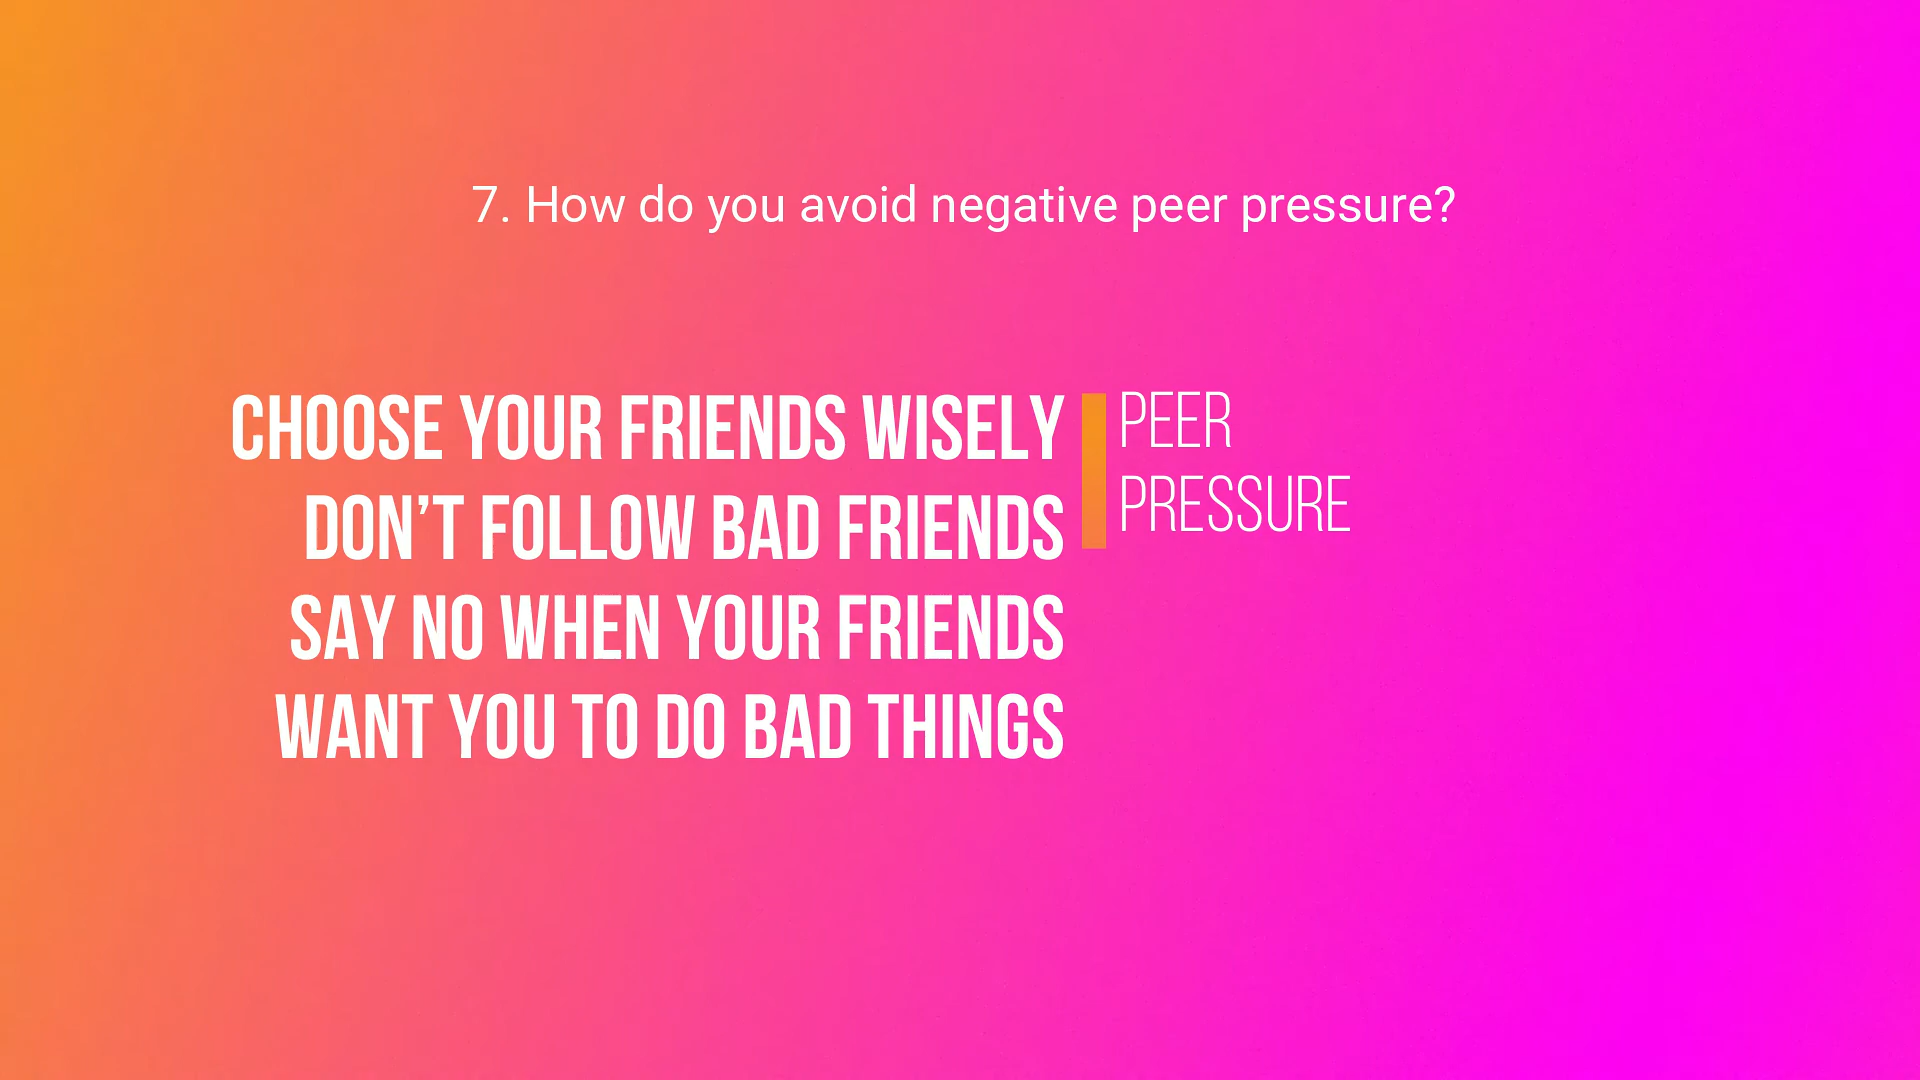 7. How do you avoid negative peer pressure?
CHOOSE YOUR FRIENDS WISELY
DON’T FOLLOW BAD FRIENDS
SAY NO WHEN YOUR FRIENDS
WANT YOU TO DO BAD THINGS
PEER
PRESSURE